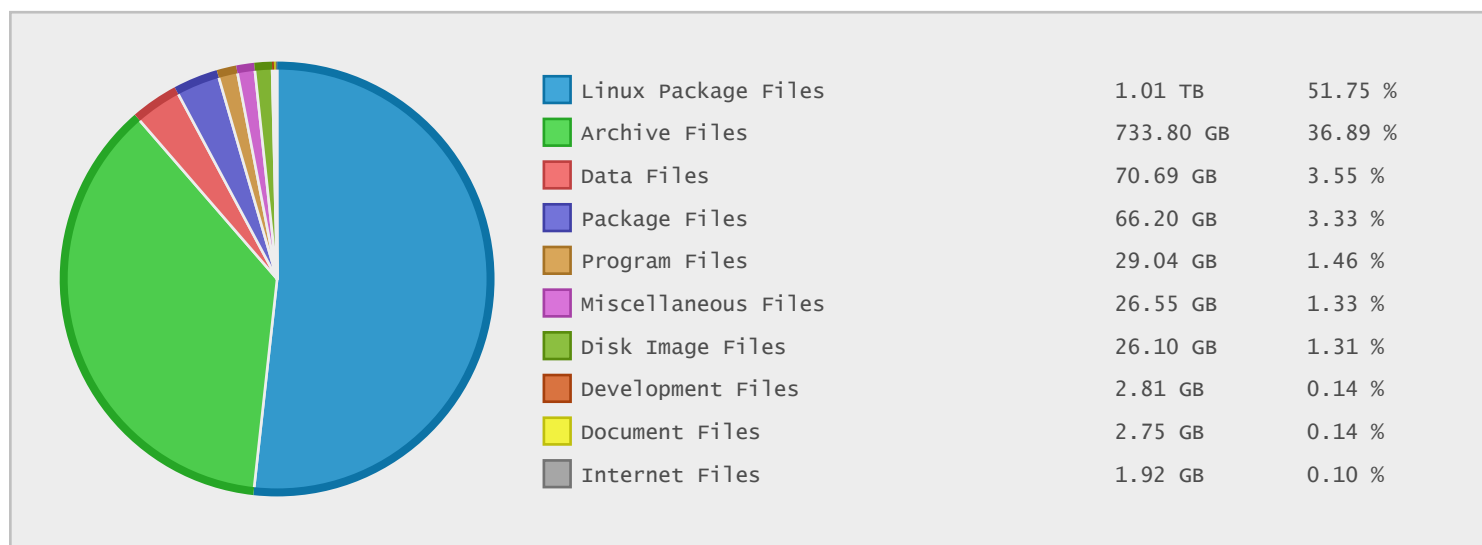 Linux Package Files 1.01 TB 51.75 %
Archive Files 733.80 GB 36.89 %
Data Files 70.69 GB 3.55 %
Package Files 66.20 GB 3.33 %
Program Files 29.04 GB 1.46 %
Miscellaneous Files 26.55 GB 1.33 %
Disk Image Files 26.10 GB 1.31 %
Development Files 2.81 GB 0.14 %
Document Files 2.75 GB 0.14 %
Internet Files 1.92 GB 0.10 %